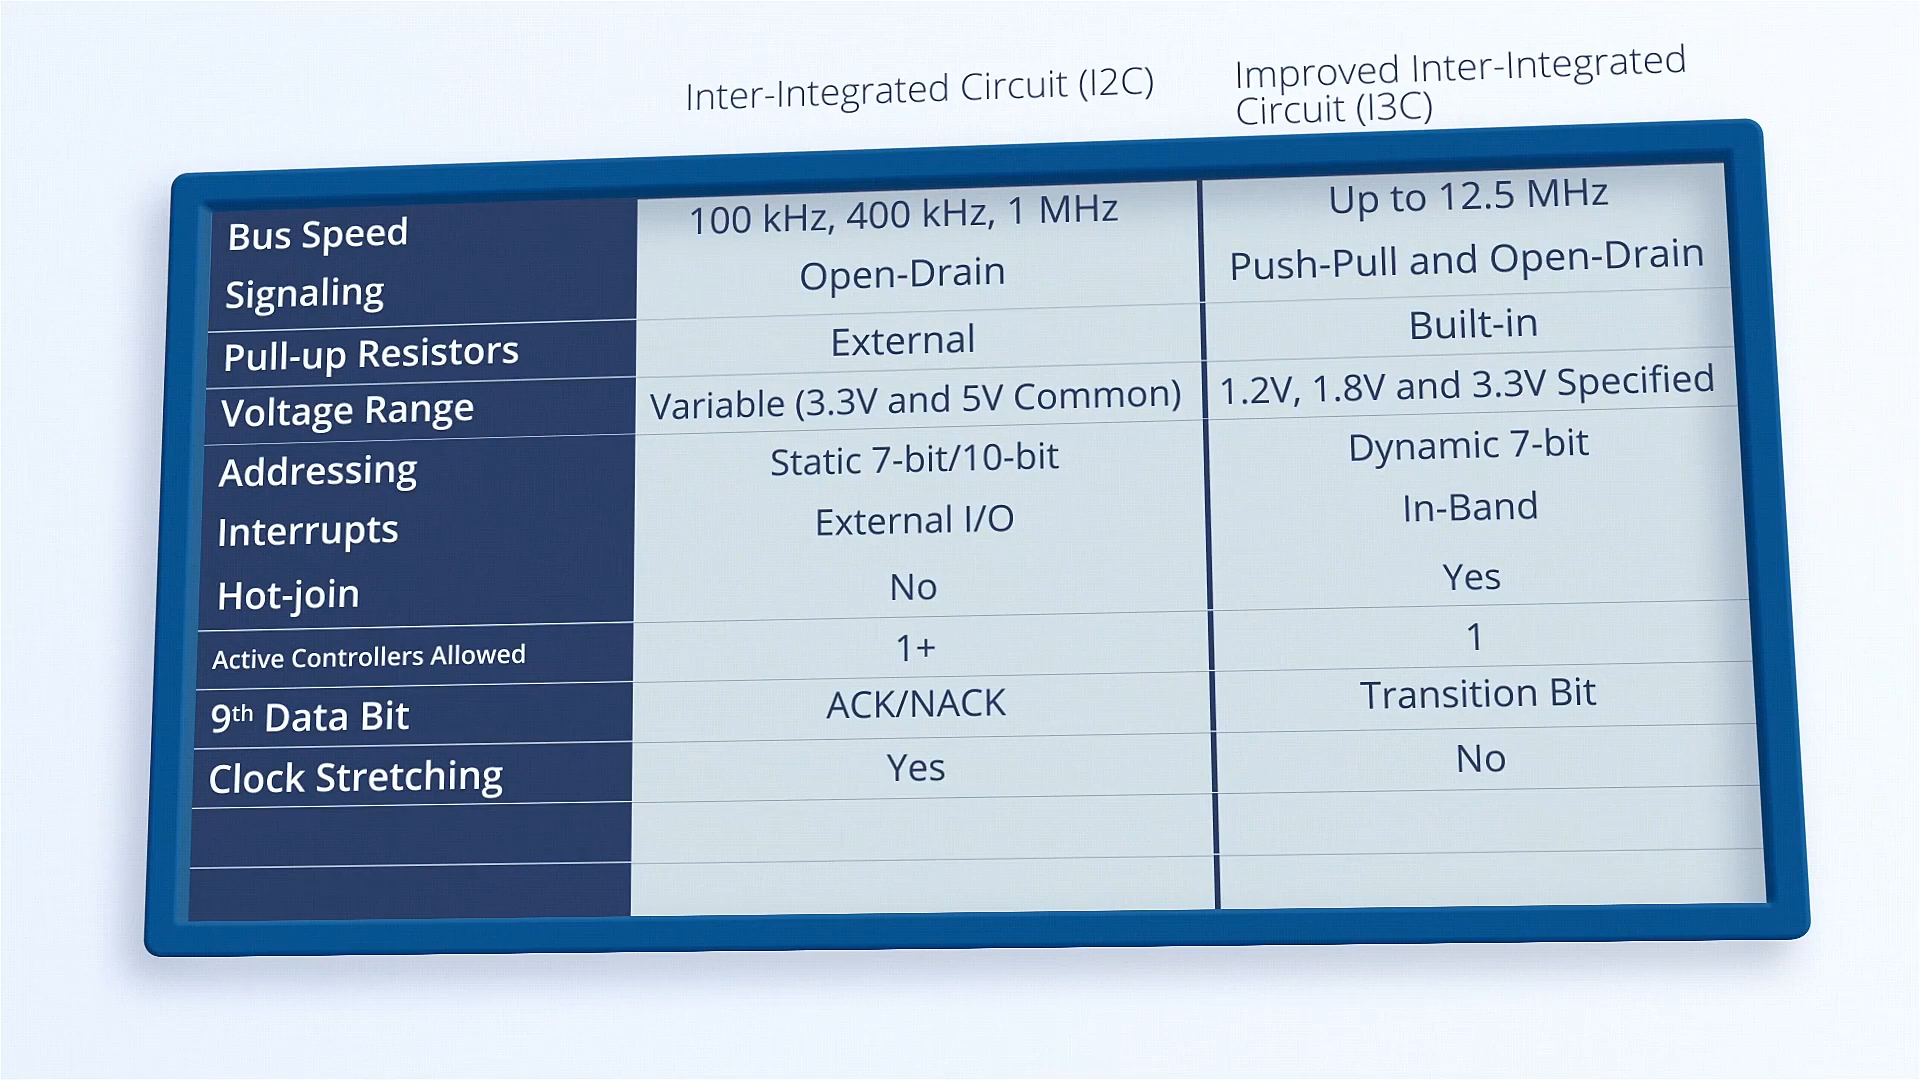 Inter-Integrated Circuit (I2C)
Improved Inter-Integrated
Circuit (I3C)
Bus Speed 100 kHz, 400 kHz, 1 MHz Up to 12.5 MHz
Signaling Open-Drain Push-Pull and Open-Drain
Pull-up Resistors External Built-in
Voltage Range Variable (3.3V and 5V Common) 1.2V, 1.8V and 3.3V Specified
Addressing Static 7-bit/10-bit Dynamic 7-bit
Interrupts External I/O In-Band
Hot-join No Yes
Active Controllers Allowed 1+ 1
9th Data Bit ACK/NACK Transition Bit
Clock Stretching Yes No